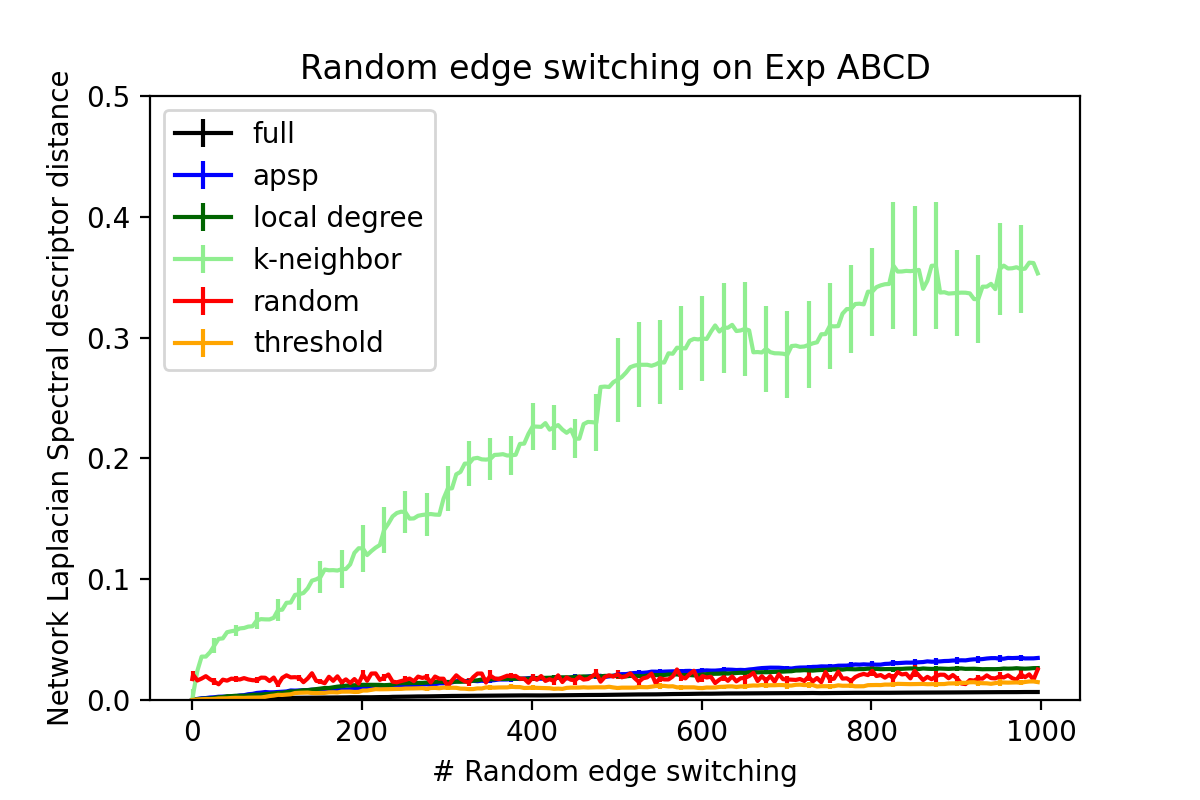 Random edge switching on Exp ABCD
Network Laplacian Spectral descriptor distance
0.5
0.4
0.3
0.2
0.1
0.0
full
apsp
local degree
k-neighbor
random
threshold
0 200 400 600 800 1000
# Random edge switching